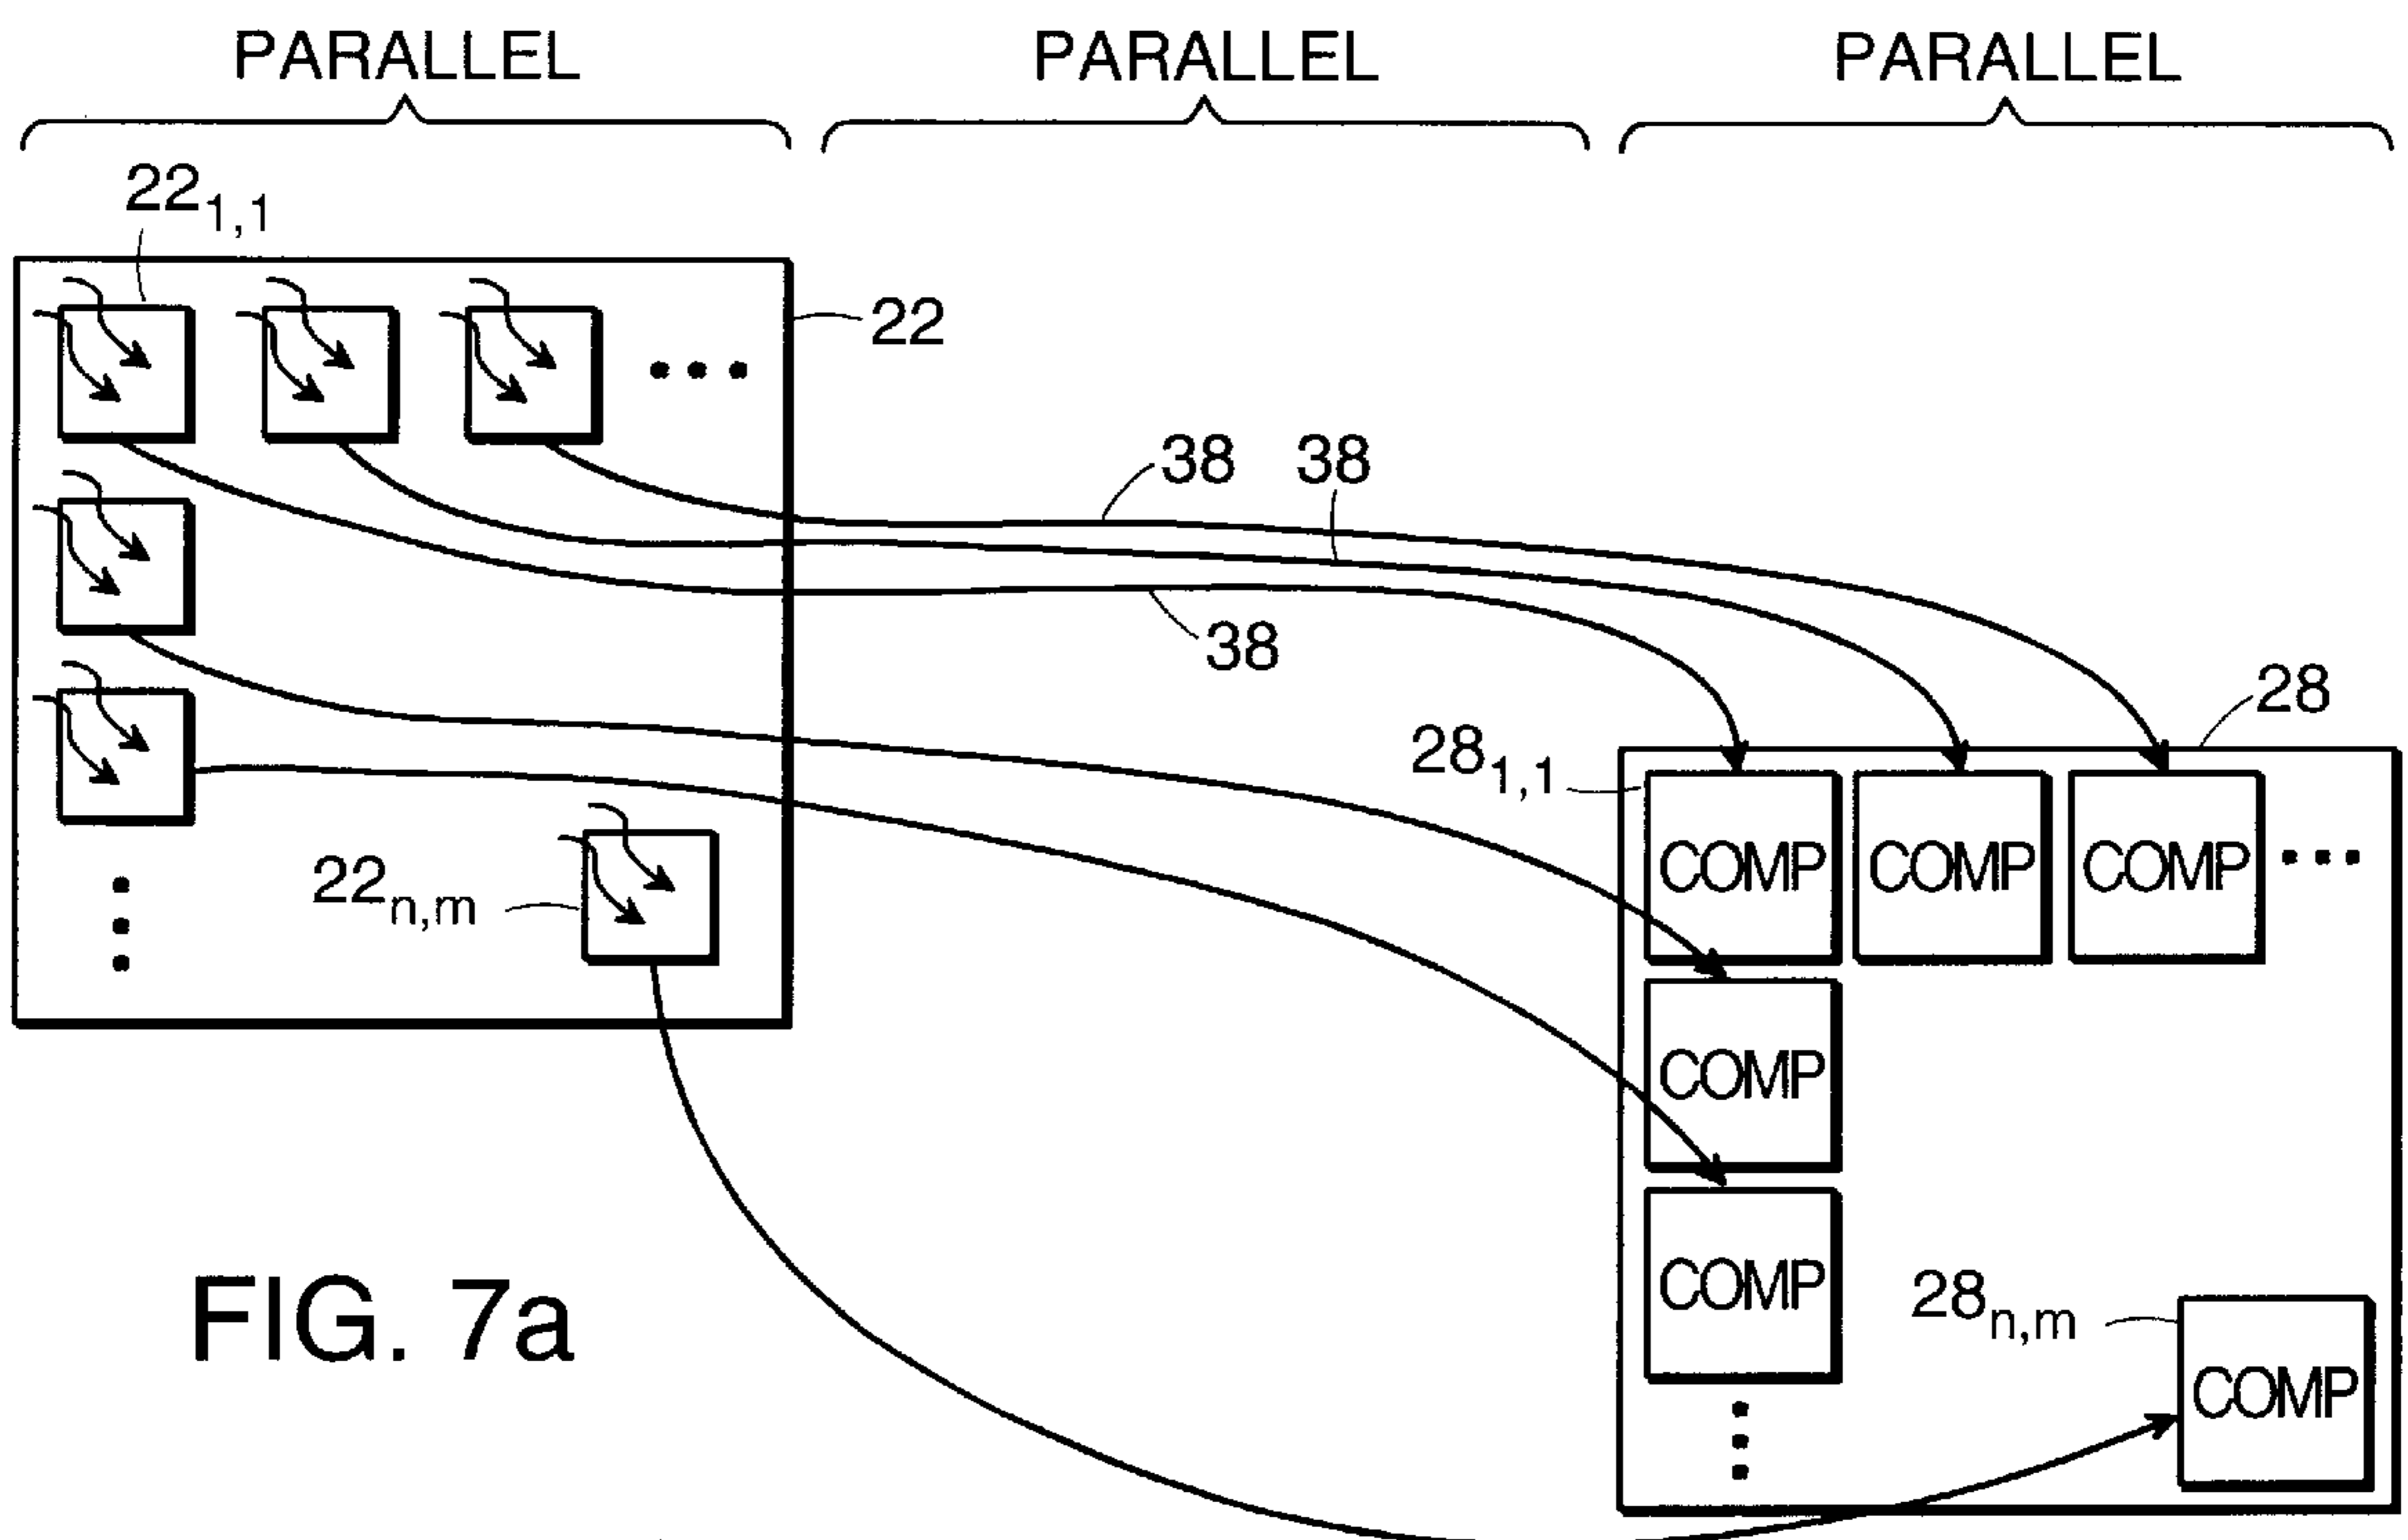 PARALLEL PARALLEL PARALLEL
22₁,₁
22
38 38
38
28
28₁,₁
COMP COMP COMP
22ₙ,ₘ
COMP
COMP
28ₙ,ₘ
COMP
FIG. 7a